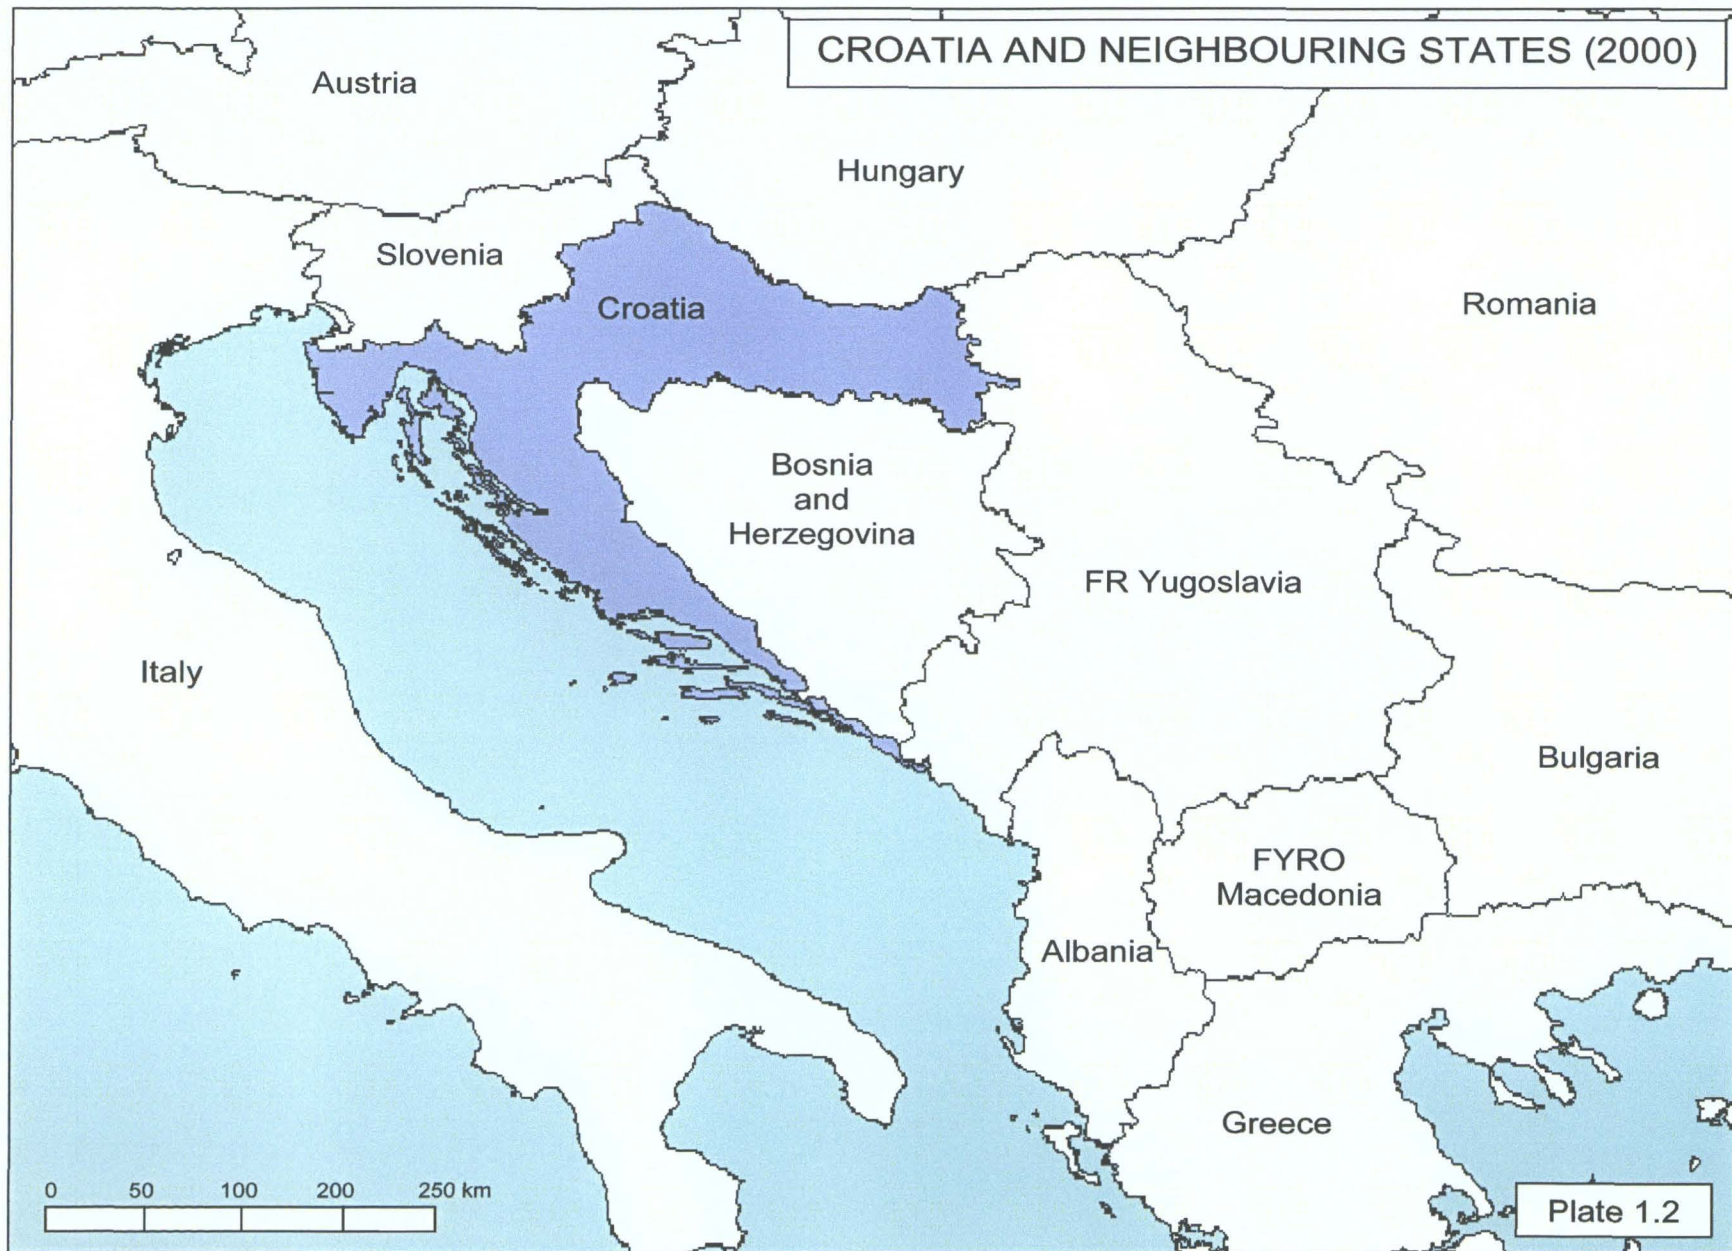 CROATIA AND NEIGHBOURING STATES (2000)
Austria
Hungary
Slovenia
Croatia
Romania
Bosnia
and
Herzegovina
FR Yugoslavia
Italy
Bulgaria
FYRO
Macedonia
Albania
Greece
0 50 100 200 250 km
Plate 1.2